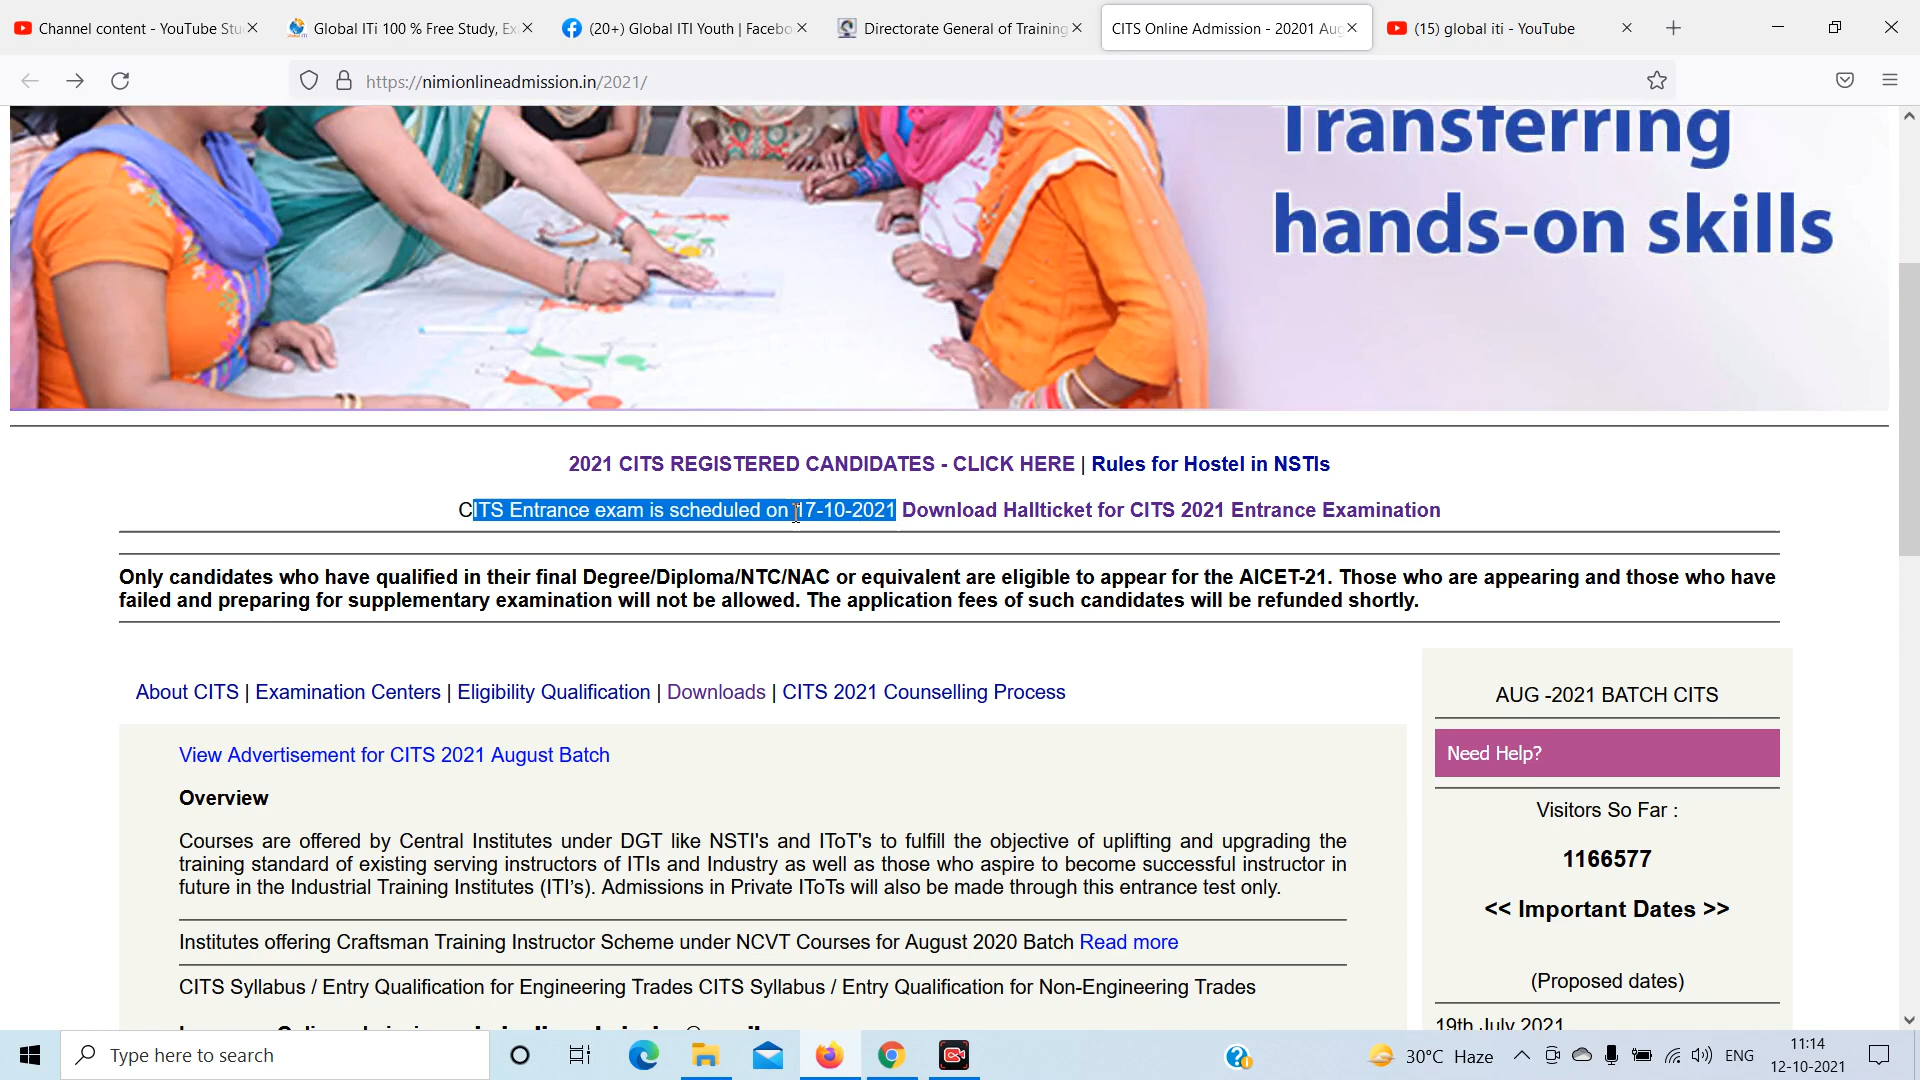 Channel content - YouTube Stu
Global ITi 100 % Free Study, Ex
(20+) Global ITI Youth | Facebo
Directorate General of Training
CITS Online Admission - 20201 Aug
(15) global iti - YouTube
https://nimionlineadmission.in/2021/
Transferring
hands-on skills
2021 CITS REGISTERED CANDIDATES - CLICK HERE | Rules for Hostel in NSTIs
CITS Entrance exam is scheduled on 17-10-2021 Download Hallticket for CITS 2021 Entrance Examination
Only candidates who have qualified in their final Degree/Diploma/NTC/NAC or equivalent are eligible to appear for the AICET-21. Those who are appearing and those who have
failed and preparing for supplementary examination will not be allowed. The application fees of such candidates will be refunded shortly.
About CITS | Examination Centers | Eligibility Qualification | Downloads | CITS 2021 Counselling Process
View Advertisement for CITS 2021 August Batch
Overview
Courses are offered by Central Institutes under DGT like NSTI's and IToT's to fulfill the objective of uplifting and upgrading the
training standard of existing serving instructors of ITIs and Industry as well as those who aspire to become successful instructor in
future in the Industrial Training Institutes (ITI's). Admissions in Private IToTs will also be made through this entrance test only.
Institutes offering Craftsman Training Instructor Scheme under NCVT Courses for August 2020 Batch Read more
CITS Syllabus / Entry Qualification for Engineering Trades CITS Syllabus / Entry Qualification for Non-Engineering Trades
AUG -2021 BATCH CITS
Need Help?
Visitors So Far :
1166577
<< Important Dates >>
(Proposed dates)
19th July 2021
Type here to search
30°C Haze
ENG
11:14
12-10-2021